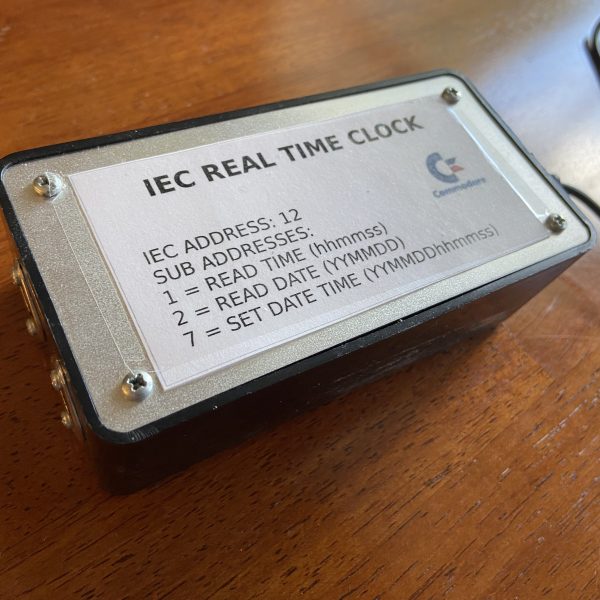 IEC REAL TIME CLOCK
Commodore
IEC ADDRESS: 12
SUB ADDRESSES:
1 = READ TIME (hhmmss)
2 = READ DATE (YYMMDD)
7 = SET DATE TIME (YYMMDDhhmmss)